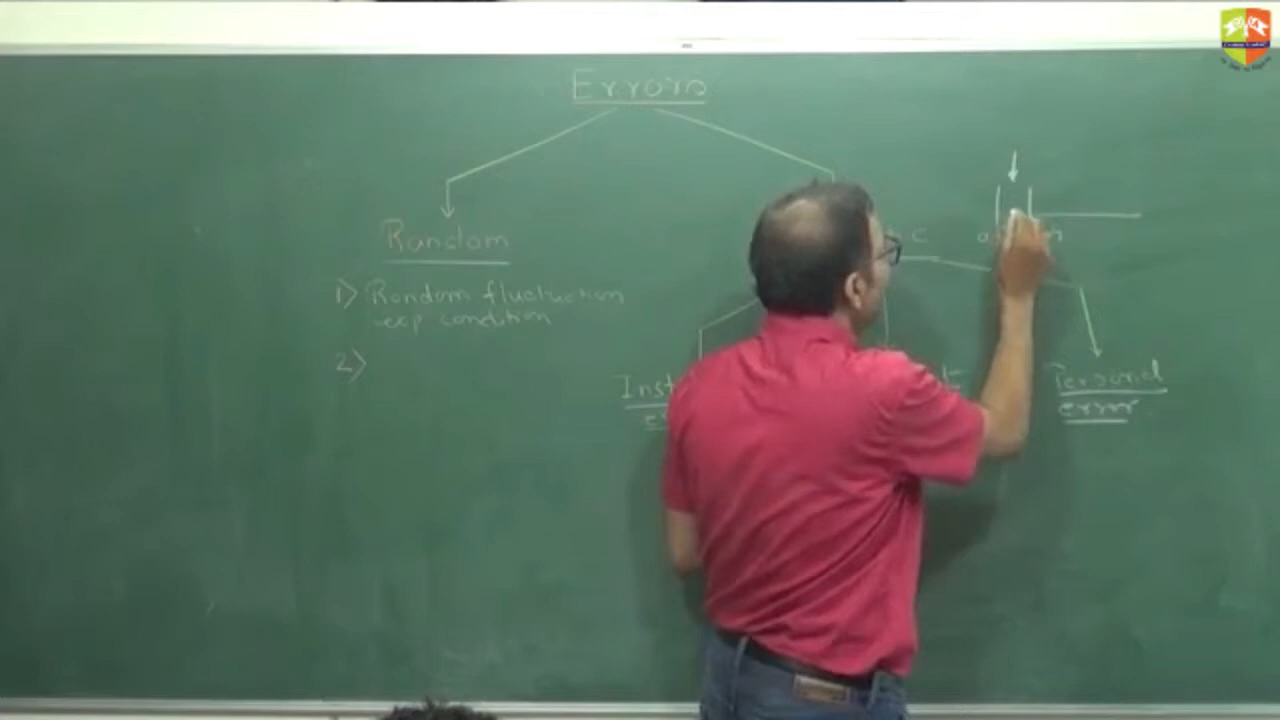 Errors
Random
1) Random fluctuation
exp condition
2)
Inst
Personal
error